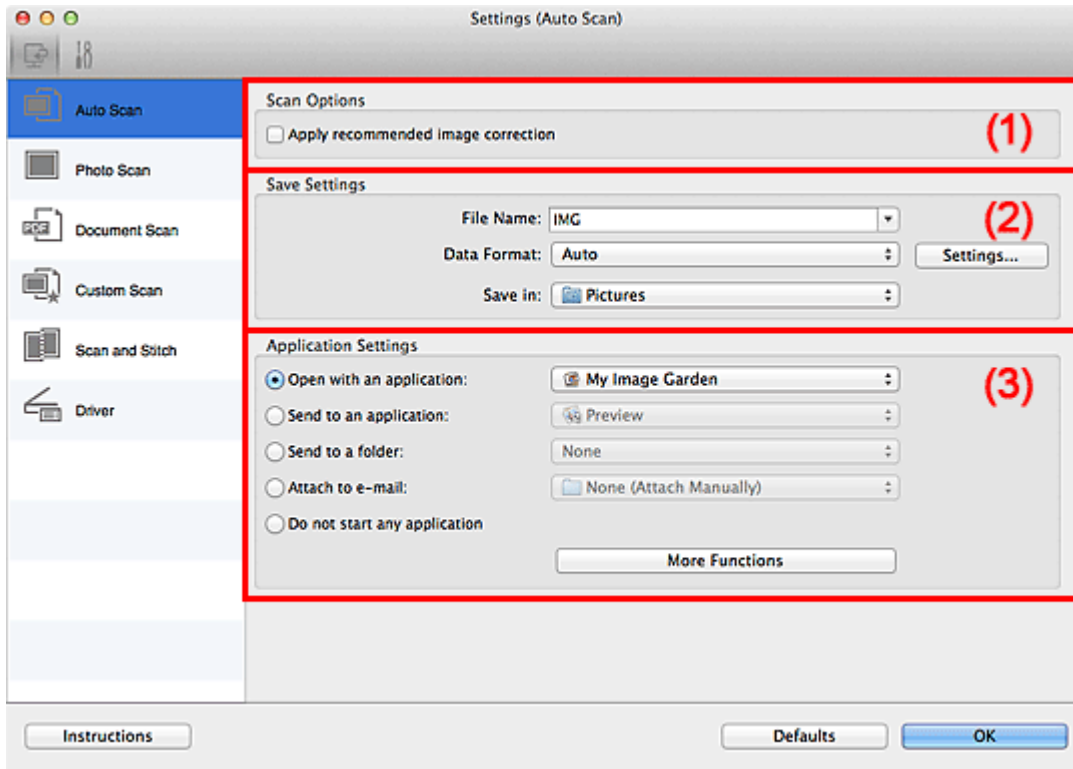 Settings (Auto Scan)
Auto Scan
Photo Scan
PDF
Document Scan
Custom Scan
Scan and Stitch
Driver
Scan Options
Apply recommended image correction
(1)
Save Settings
File Name: IMG
(2)
Data Format: Auto
Settings...
Save in: Pictures
Application Settings
Open with an application: My Image Garden
(3)
Send to an application: Preview
Send to a folder: None
Attach to e-mail: None (Attach Manually)
Do not start any application
More Functions
Instructions
Defaults
OK